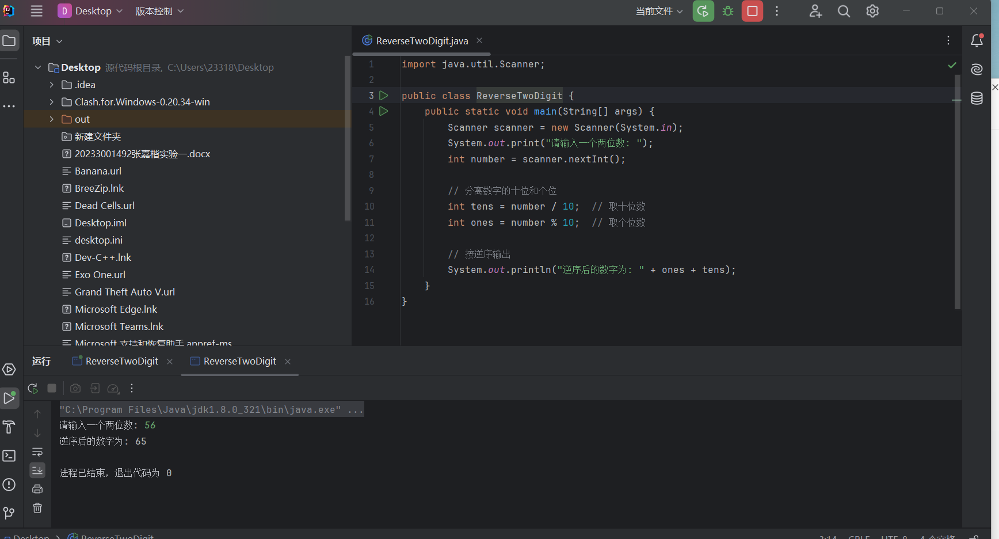 D Desktop 版本控制 当前文件
项目
Desktop 源代码根目录, C:\Users\23318\Desktop
.idea
Clash.for.Windows-0.20.34-win
out
新建文件夹
20233001492张嘉楷实验一.docx
Banana.url
BreeZip.lnk
Dead Cells.url
Desktop.iml
desktop.ini
Dev-C++.lnk
Exo One.url
Grand Theft Auto V.url
Microsoft Edge.lnk
Microsoft Teams.lnk
Microsoft 支持和恢复助手.appref-ms
ReverseTwoDigit.java
1 import java.util.Scanner;
2
3 public class ReverseTwoDigit {
4 public static void main(String[] args) {
5 Scanner scanner = new Scanner(System.in);
6 System.out.print("请输入一个两位数: ");
7 int number = scanner.nextInt();
8
9 // 分离数字的十位和个位
10 int tens = number / 10; // 取十位数
11 int ones = number % 10; // 取个位数
12
13 // 按逆序输出
14 System.out.println("逆序后的数字为: " + ones + tens);
15 }
16 }
运行 ReverseTwoDigit ReverseTwoDigit
"C:\Program Files\Java\jdk1.8.0_321\bin\java.exe" ...
请输入一个两位数: 56
逆序后的数字为: 65
进程已结束，退出代码为 0
Desktop ReverseTwoDigit 3:14 CRLF UTF-8 4 个空格